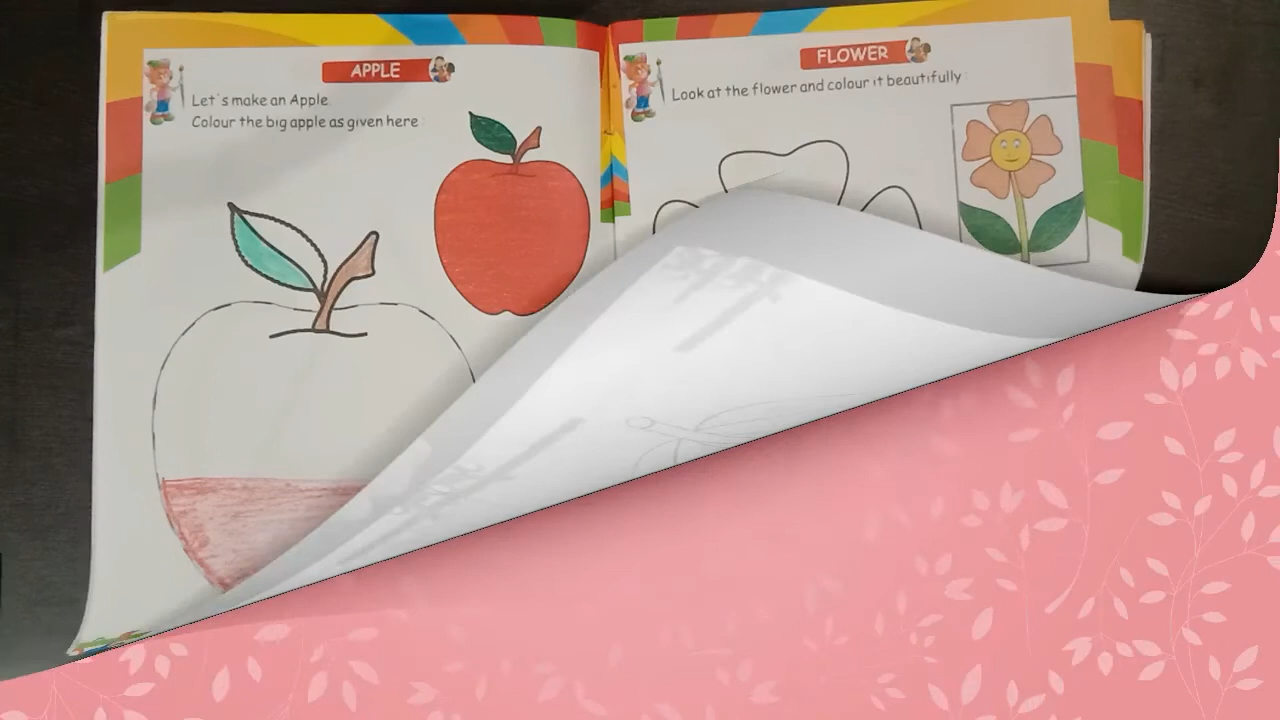 APPLE
Let's make an Apple.
Colour the big apple as given here :
FLOWER
Look at the flower and colour it beautifully :